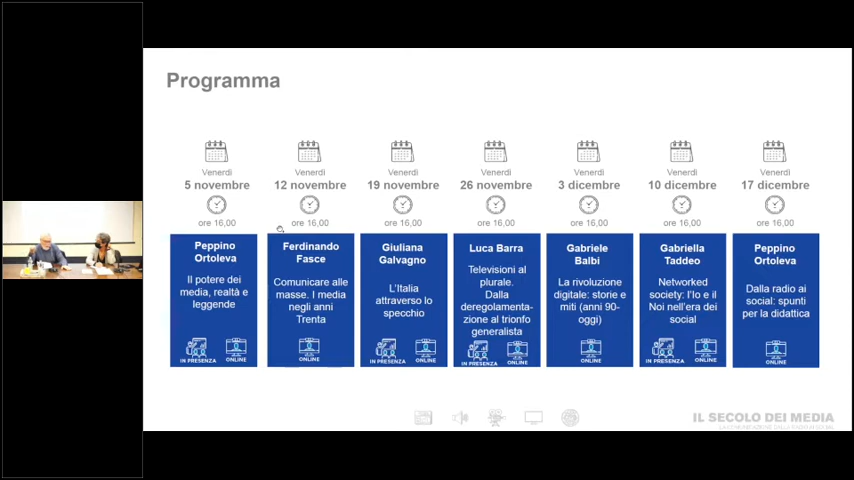 Programma
Venerdì
5 novembre
ore 16,00
Peppino
Ortoleva
Il potere dei
media, realtà e
leggende
IN PRESENZA
ONLINE
Venerdì
12 novembre
ore 16,00
Ferdinando
Fasce
Comunicare alle
masse. I media
negli anni
Trenta
ONLINE
Venerdì
19 novembre
ore 16,00
Giuliana
Galvagno
L'Italia
attraverso lo
specchio
IN PRESENZA
ONLINE
Venerdì
26 novembre
ore 16,00
Luca Barra
Televisioni al
plurale.
Dalla
deregolamenta-
zione al trionfo
generalista
IN PRESENZA
ONLINE
Venerdì
3 dicembre
ore 16,00
Gabriele
Balbi
La rivoluzione
digitale: storie e
miti (anni 90-
oggi)
ONLINE
Venerdì
10 dicembre
ore 16,00
Gabriella
Taddeo
Networked
society: l'Io e il
Noi nell'era dei
social
IN PRESENZA
ONLINE
Venerdì
17 dicembre
ore 16,00
Peppino
Ortoleva
Dalla radio ai
social: spunti
per la didattica
ONLINE
IL SECOLO DEI MEDIA